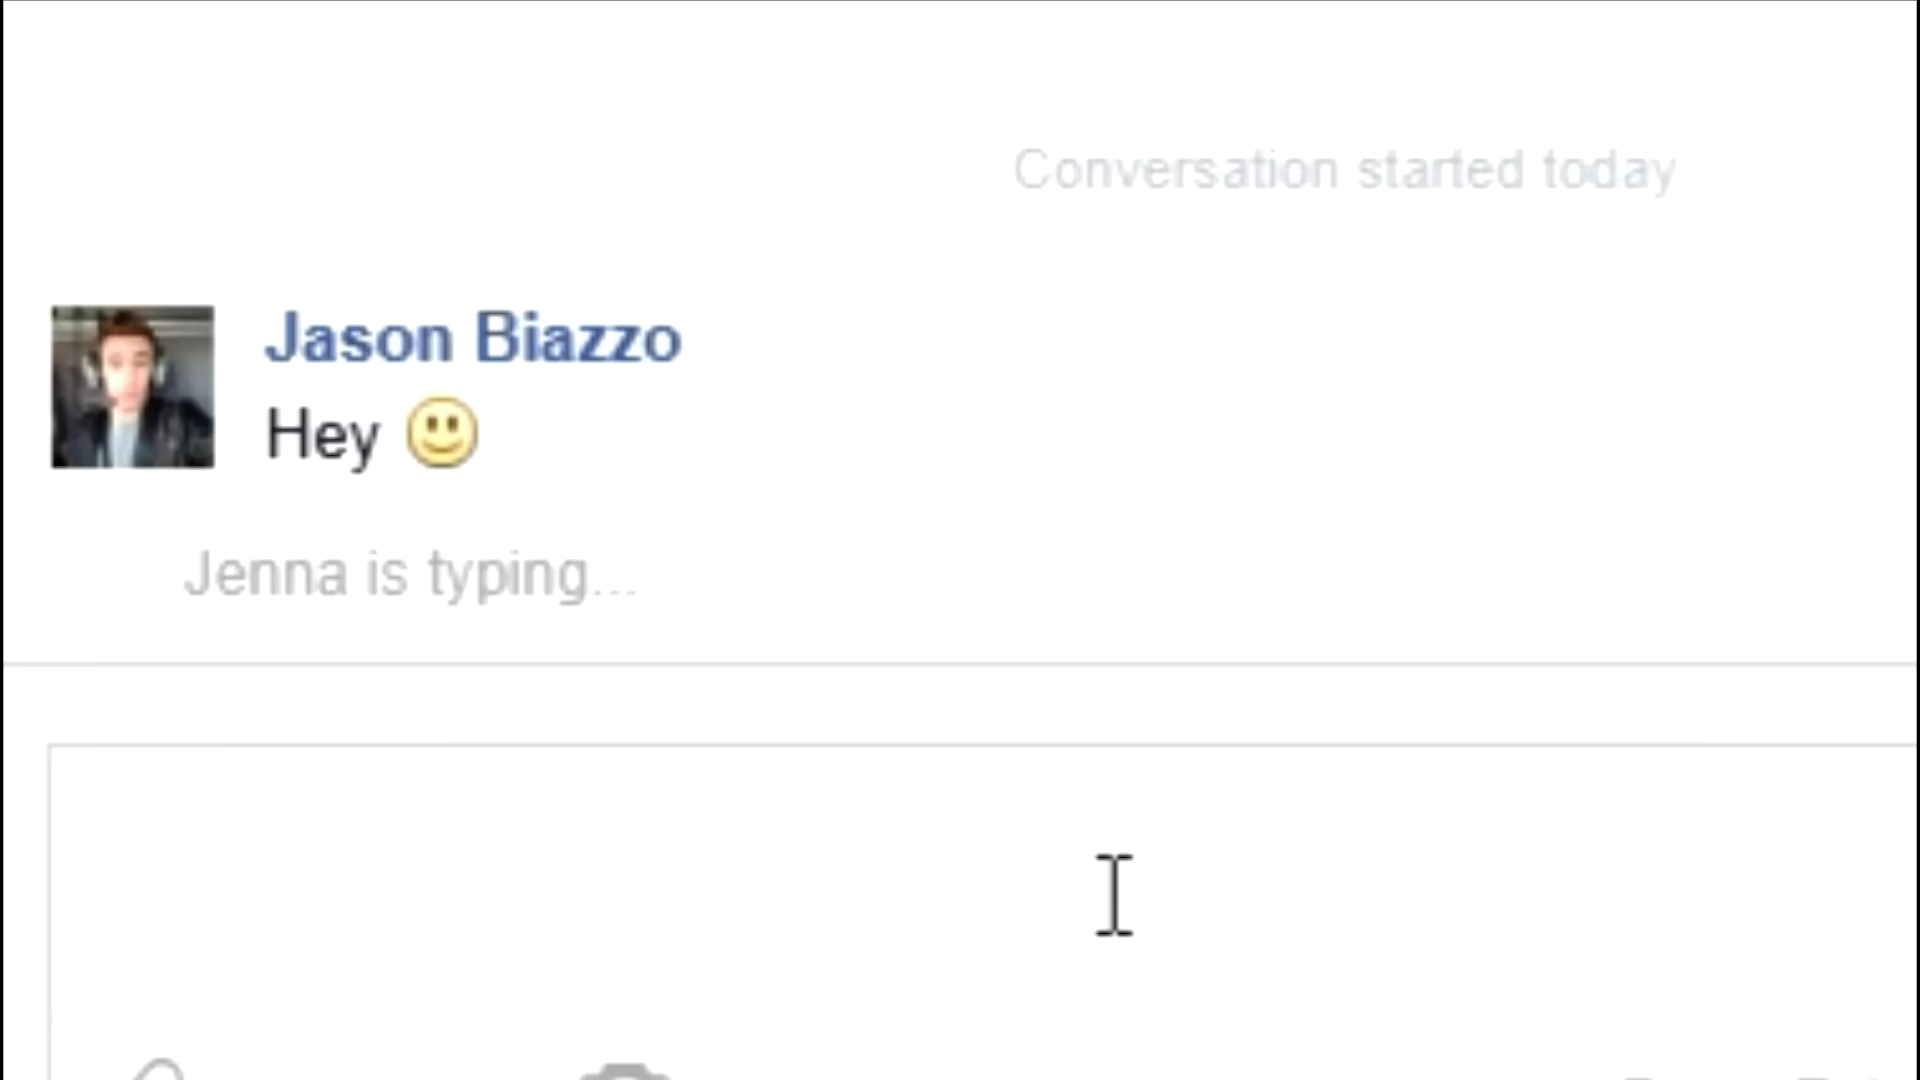 Conversation started today
Jason Biazzo
Hey
Jenna is typing...